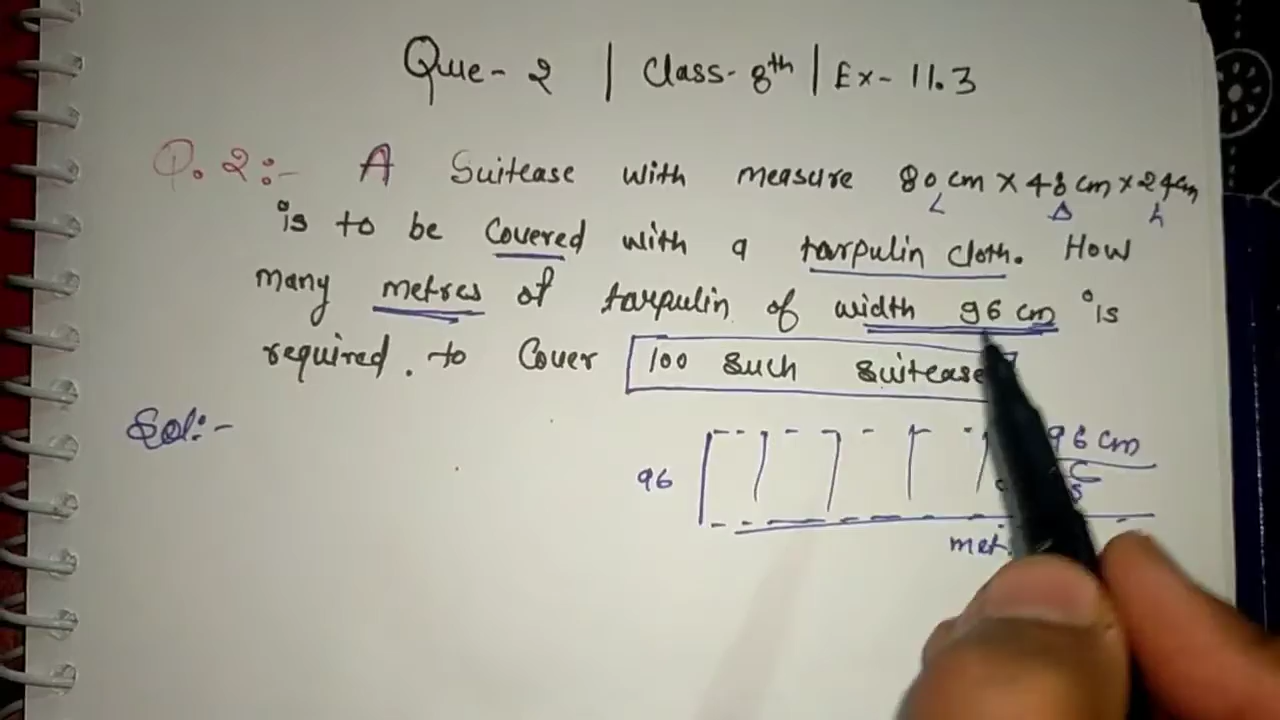 Que - 2 | Class - 8th | Ex - 11.3
Q. 2:- A Suitcase with measure 80 cm x 48 cm x 24 cm
L b h
is to be Covered with a tarpulin cloth. How
many metres of tarpulin of width 96 cm is
required. to Cover 100 such suitcase
Sol:-
96 cm
96